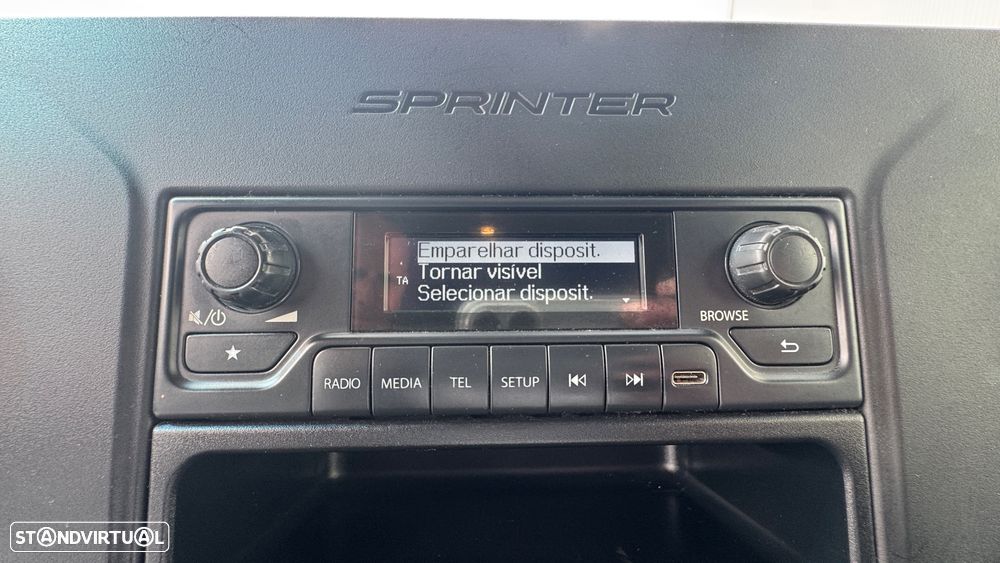 SPRINTER
Emparelhar disposit.
TA
Tornar visível
Selecionar disposit.
BROWSE
RADIO
MEDIA
TEL
SETUP
STANDVIRTUAL